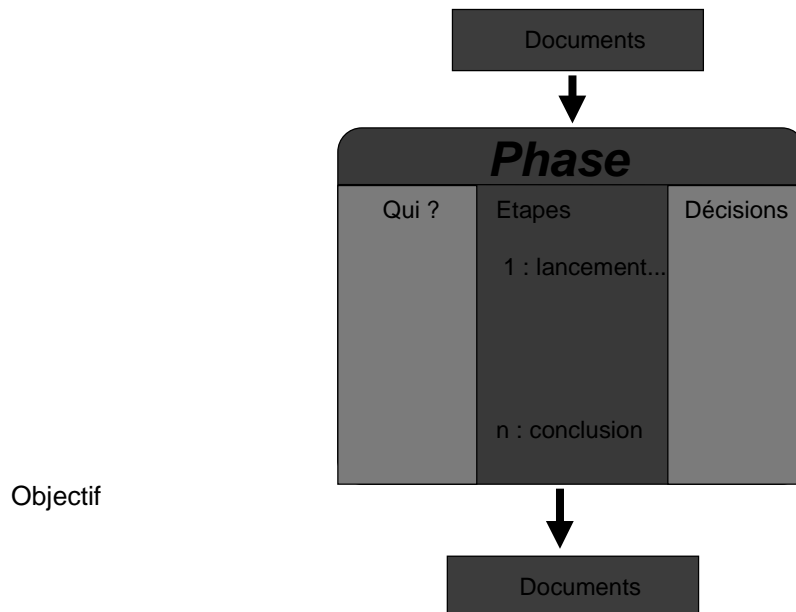 Documents
Phase
Qui ? Etapes Décisions
1 : lancement...
n : conclusion
Objectif
Documents